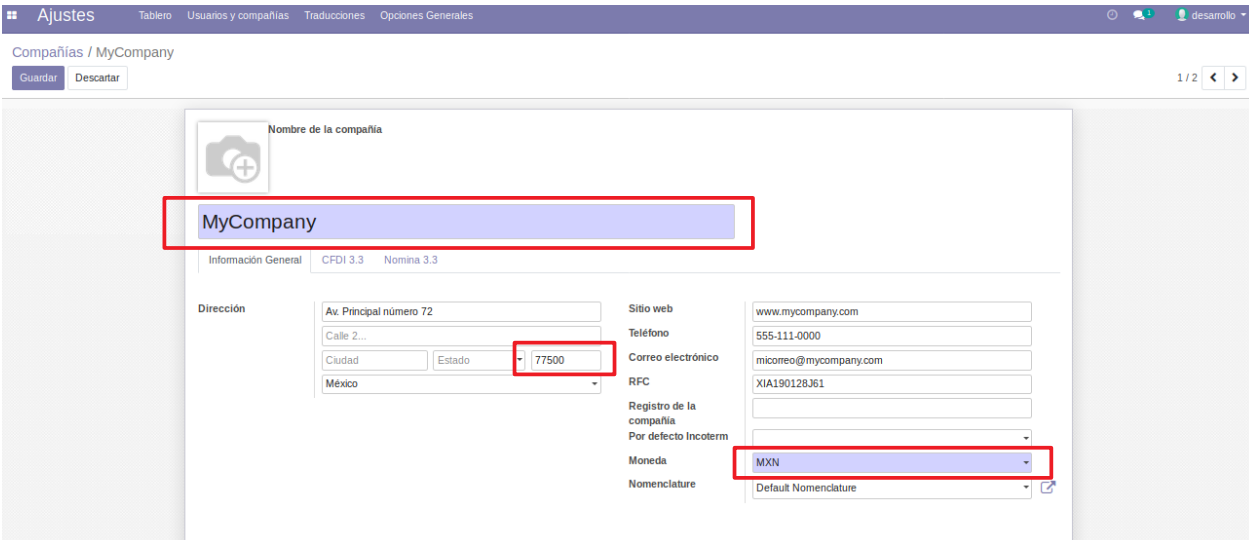 Ajustes Tablero Usuarios y compañías Traducciones Opciones Generales 1 desarrollo
Compañías / MyCompany
Guardar Descartar 1 / 2
Nombre de la compañía
MyCompany
Información General CFDI 3.3 Nomina 3.3
Dirección Av. Principal número 72 Sitio web www.mycompany.com
Calle 2... Teléfono 555-111-0000
Ciudad Estado 77500 Correo electrónico micorreo@mycompany.com
México RFC XIA190128J61
Registro de la
compañía
Por defecto Incoterm
Moneda MXN
Nomenclature Default Nomenclature